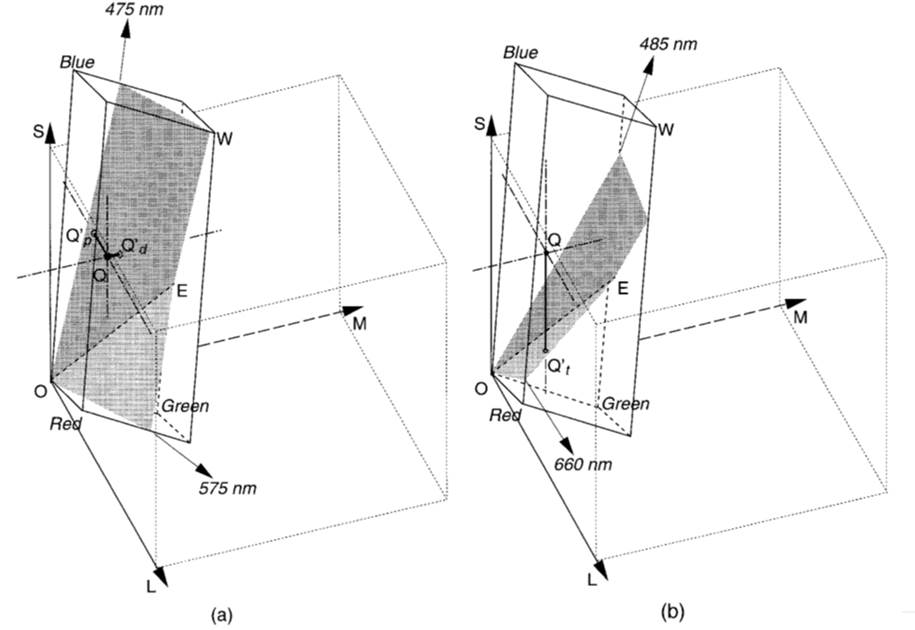 475 nm
Blue
S
W
Q'p
Q'd
Q
E
M
O
Green
Red
575 nm
L
(a)
485 nm
Blue
S
W
Q
E
M
Q't
O
Green
Red
660 nm
L
(b)